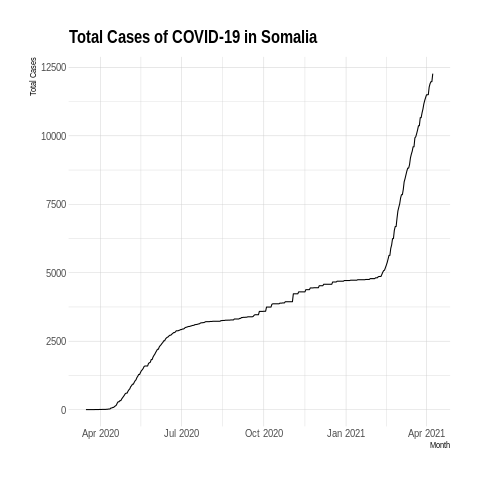 Total Cases of COVID-19 in Somalia
Total Cases
12500
10000
7500
5000
2500
0
Apr 2020 Jul 2020 Oct 2020 Jan 2021 Apr 2021
Month